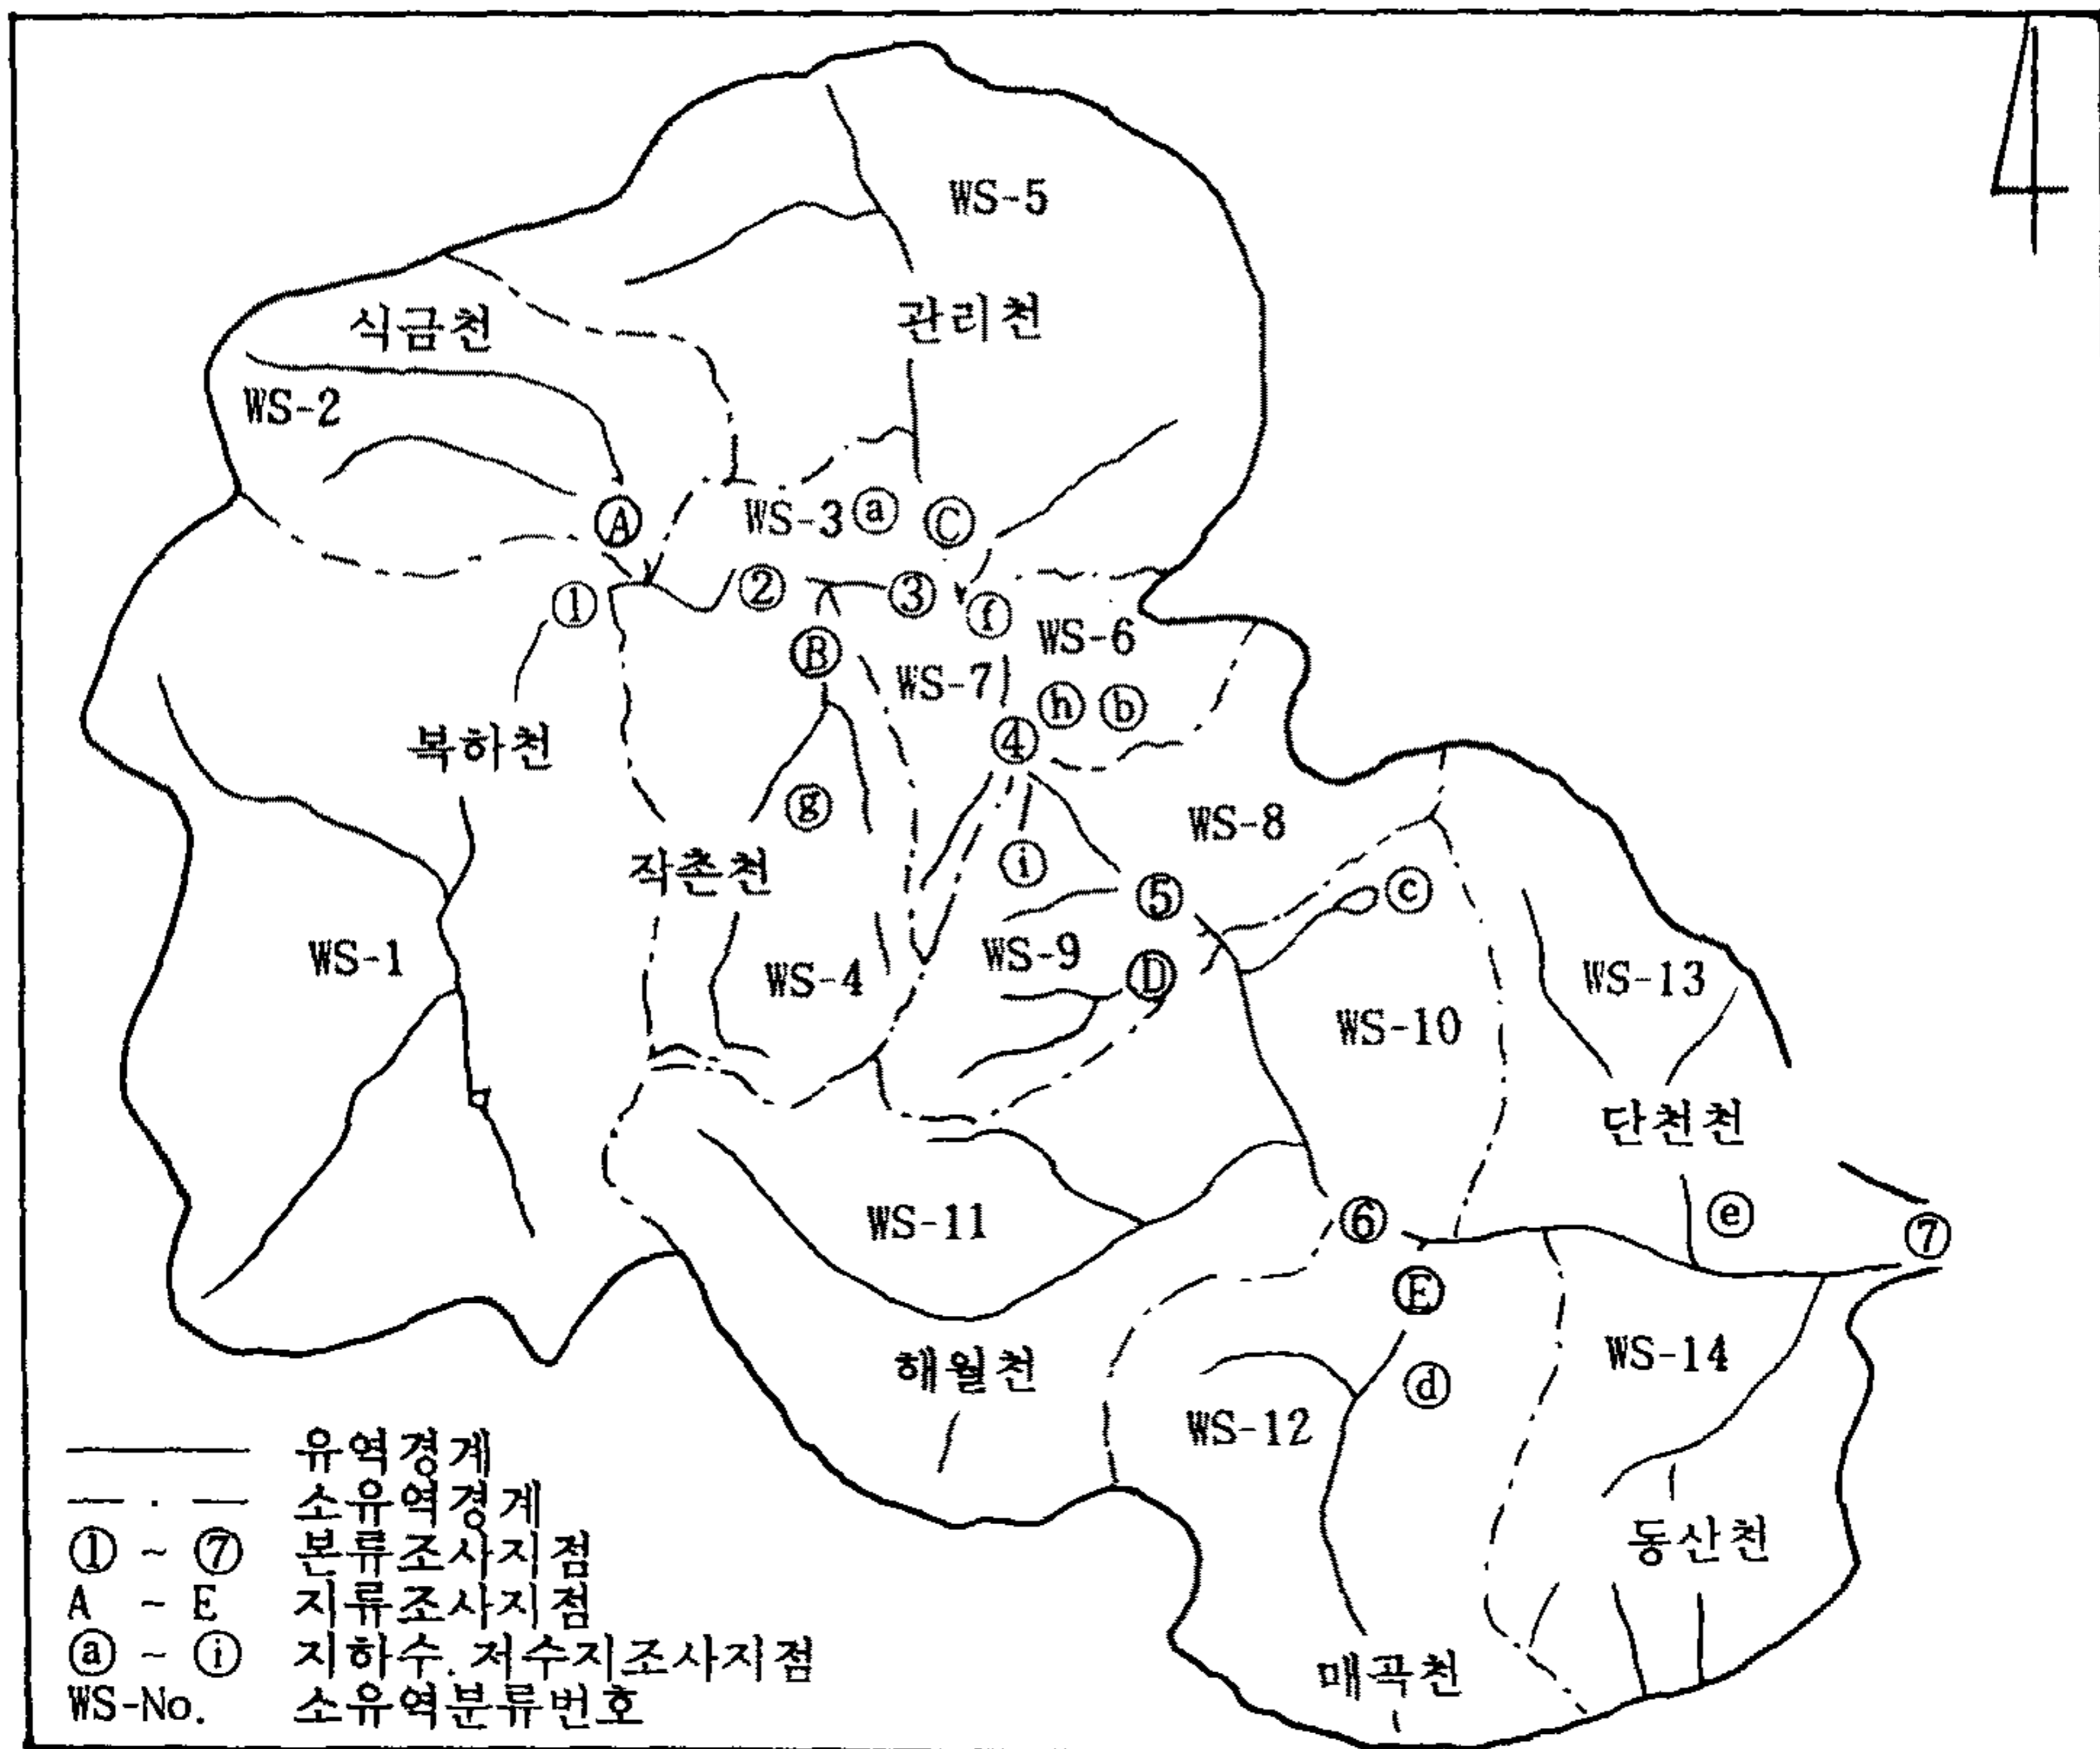 WS-5
식금천
관리천
WS-2
Ⓐ
WS-3 ⓐ Ⓒ
① ② ③ ⓕ
Ⓑ
WS-6
WS-7
ⓗ ⓑ
④
복하천
ⓖ
WS-8
작촌천
ⓘ
⑤ ⓒ
WS-1
WS-4
WS-9
Ⓓ
WS-13
WS-10
단천천
WS-11
⑥
ⓔ
⑦
Ⓔ
해월천
WS-14
ⓓ
WS-12
동산천
매곡천
유역경계
소유역경계
① ~ ⑦ 본류조사지점
A ~ E 지류조사지점
ⓐ ~ ⓘ 지하수.저수지조사지점
WS-No. 소유역분류번호